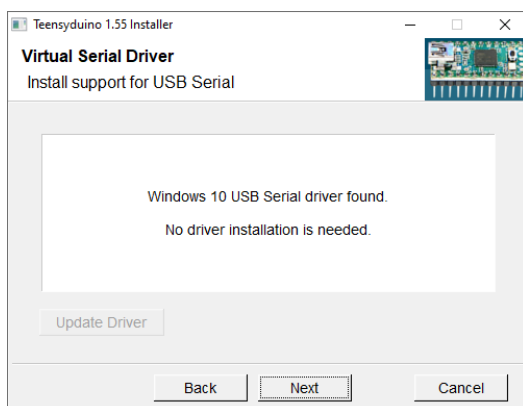 Teensyduino 1.55 Installer
Virtual Serial Driver
Install support for USB Serial
Windows 10 USB Serial driver found.
No driver installation is needed.
Update Driver
Back
Next
Cancel